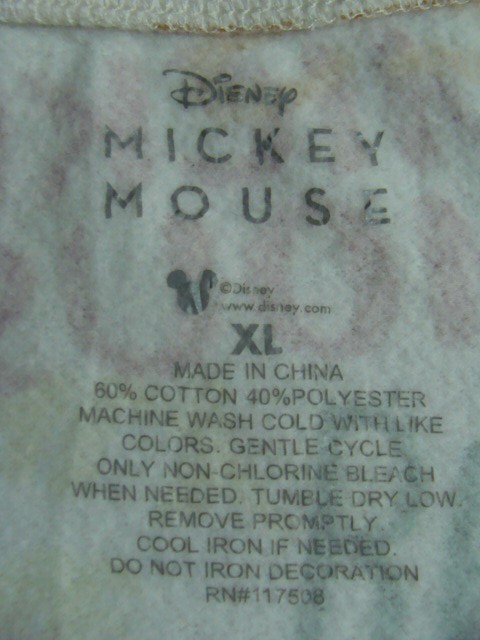 Disney
MICKEY
MOUSE
©Disney
www.disney.com
XL
MADE IN CHINA
60% COTTON 40%POLYESTER
MACHINE WASH COLD WITH LIKE
COLORS. GENTLE CYCLE
ONLY NON-CHLORINE BLEACH
WHEN NEEDED. TUMBLE DRY LOW.
REMOVE PROMPTLY.
COOL IRON IF NEEDED.
DO NOT IRON DECORATION
RN#117508